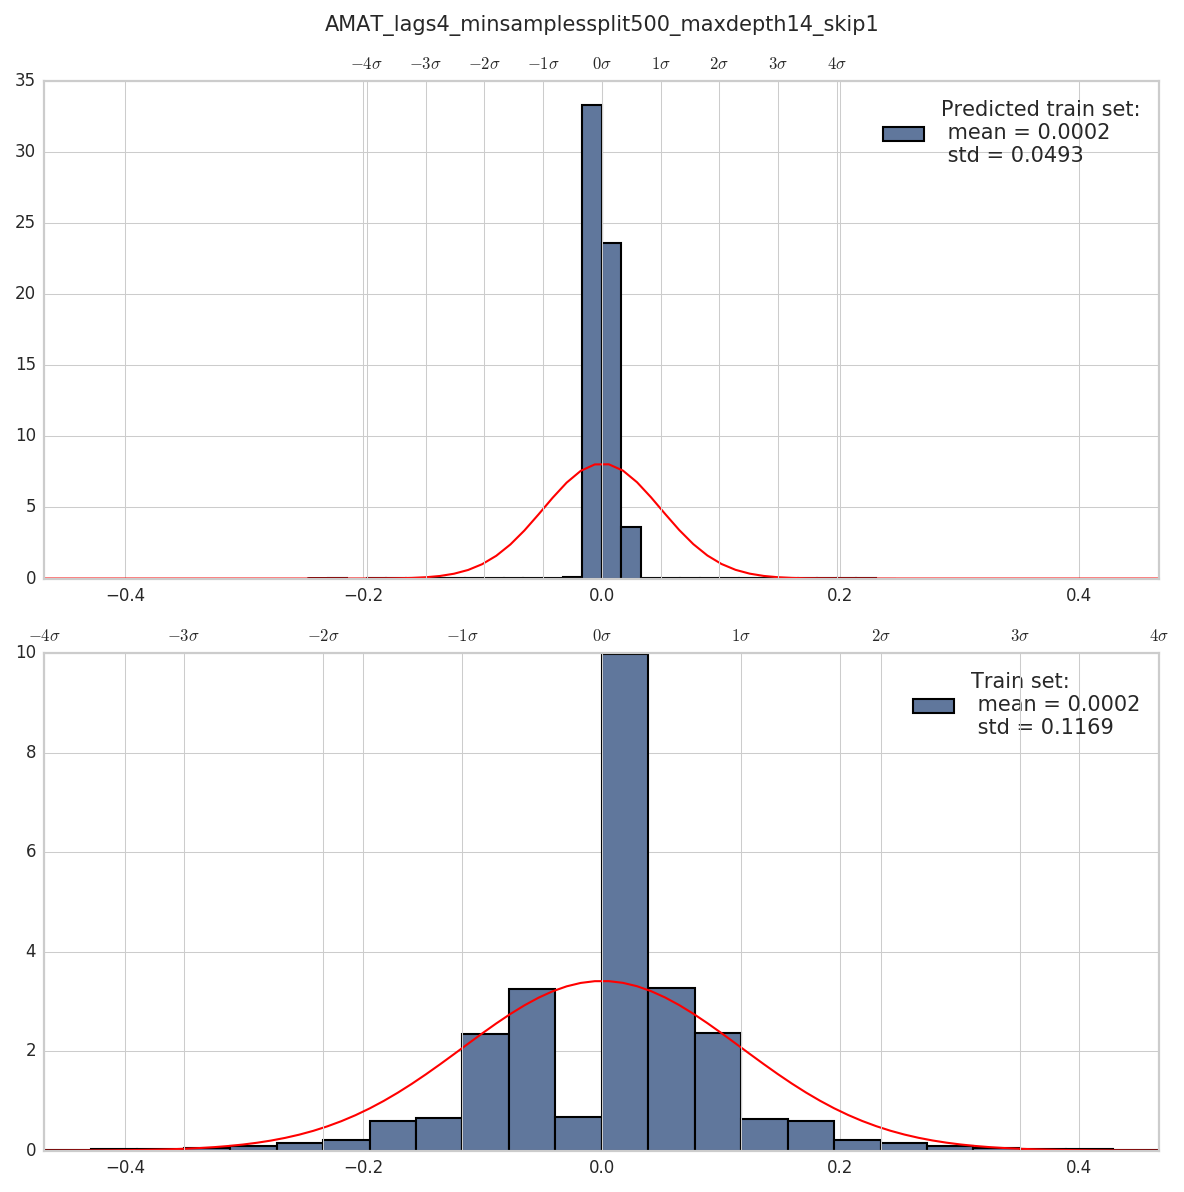 AMAT_lags4_minsamplessplit500_maxdepth14_skip1
−4σ −3σ −2σ −1σ 0σ 1σ 2σ 3σ 4σ
35
30
25
20
15
10
5
0
Predicted train set:
mean = 0.0002
std = 0.0493
−0.4 −0.2 0.0 0.2 0.4
−4σ −3σ −2σ −1σ 0σ 1σ 2σ 3σ 4σ
10
8
6
4
2
0
Train set:
mean = 0.0002
std = 0.1169
−0.4 −0.2 0.0 0.2 0.4